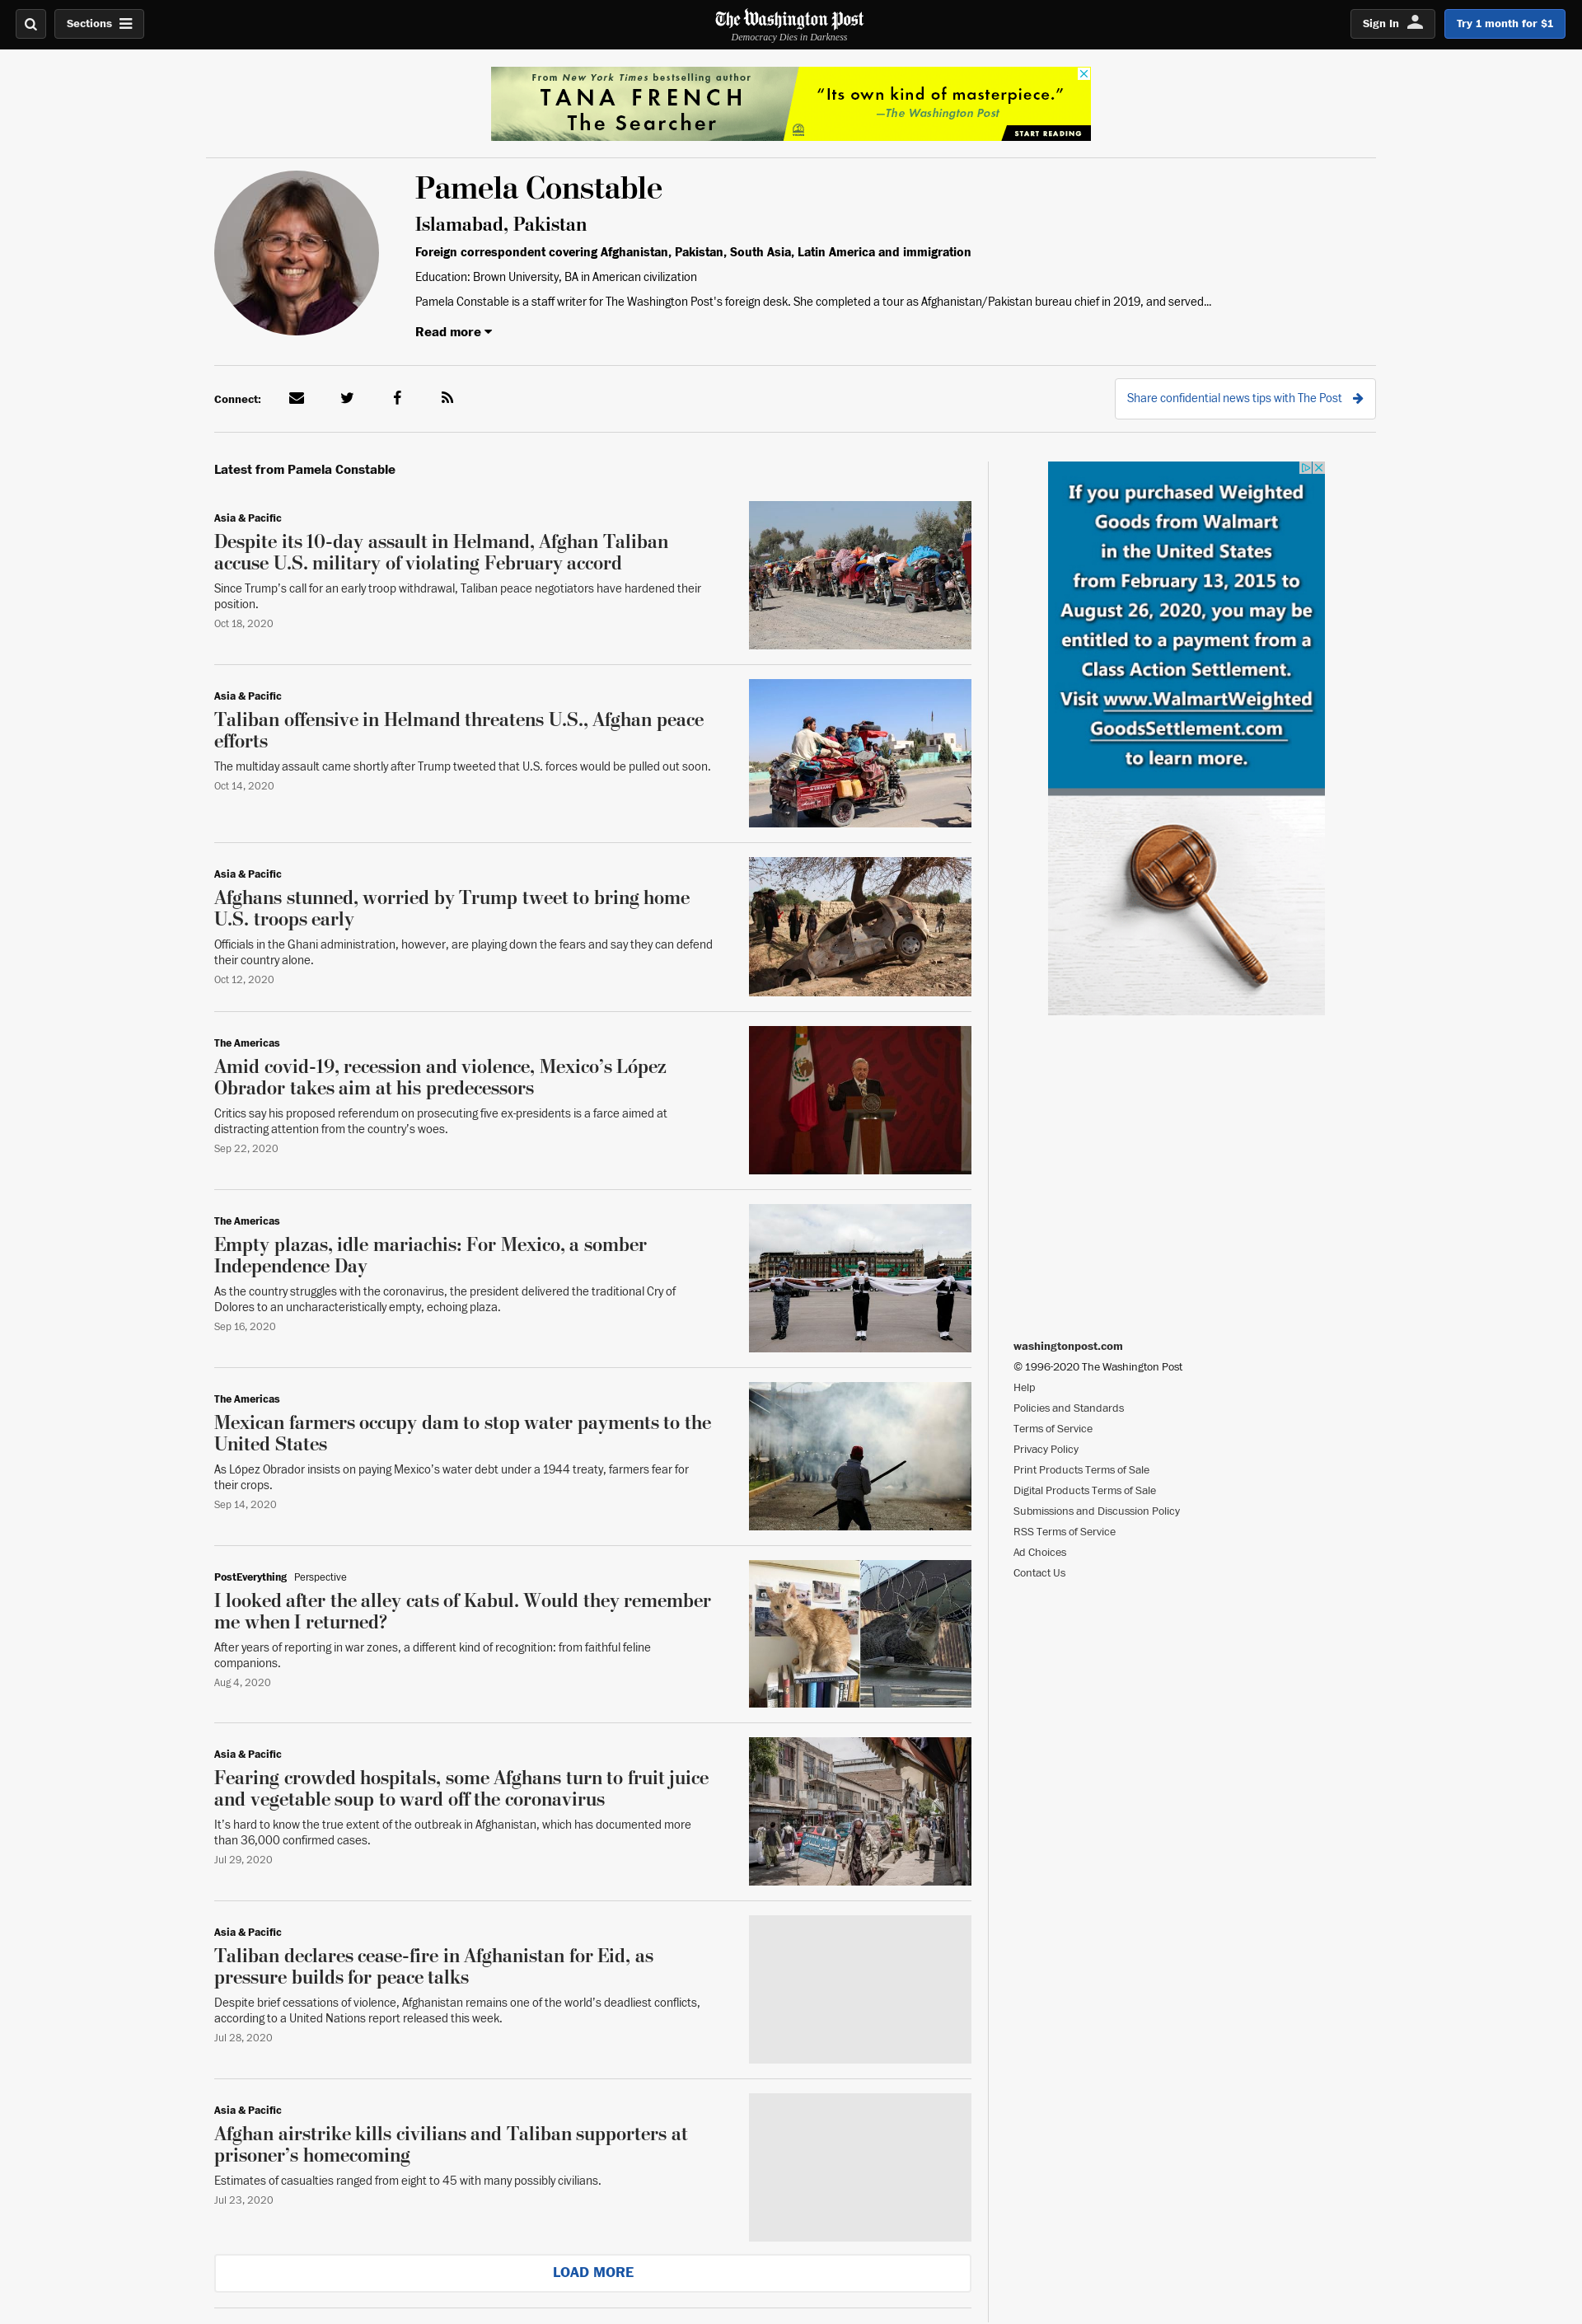 Sections
The Washington Post
Democracy Dies in Darkness
Sign In
Try 1 month for $1
From New York Times bestselling author
TANA FRENCH
The Searcher
“Its own kind of masterpiece.”
—The Washington Post
START READING
Pamela Constable
Islamabad, Pakistan
Foreign correspondent covering Afghanistan, Pakistan, South Asia, Latin America and immigration
Education: Brown University, BA in American civilization
Pamela Constable is a staff writer for The Washington Post's foreign desk. She completed a tour as Afghanistan/Pakistan bureau chief in 2019, and served...
Read more
Connect:
Share confidential news tips with The Post
Latest from Pamela Constable
Asia & Pacific
Despite its 10-day assault in Helmand, Afghan Taliban
accuse U.S. military of violating February accord
Since Trump’s call for an early troop withdrawal, Taliban peace negotiators have hardened their
position.
Oct 18, 2020
Asia & Pacific
Taliban offensive in Helmand threatens U.S., Afghan peace
efforts
The multiday assault came shortly after Trump tweeted that U.S. forces would be pulled out soon.
Oct 14, 2020
Asia & Pacific
Afghans stunned, worried by Trump tweet to bring home
U.S. troops early
Officials in the Ghani administration, however, are playing down the fears and say they can defend
their country alone.
Oct 12, 2020
The Americas
Amid covid-19, recession and violence, Mexico’s López
Obrador takes aim at his predecessors
Critics say his proposed referendum on prosecuting five ex-presidents is a farce aimed at
distracting attention from the country’s woes.
Sep 22, 2020
The Americas
Empty plazas, idle mariachis: For Mexico, a somber
Independence Day
As the country struggles with the coronavirus, the president delivered the traditional Cry of
Dolores to an uncharacteristically empty, echoing plaza.
Sep 16, 2020
The Americas
Mexican farmers occupy dam to stop water payments to the
United States
As López Obrador insists on paying Mexico’s water debt under a 1944 treaty, farmers fear for
their crops.
Sep 14, 2020
PostEverything Perspective
I looked after the alley cats of Kabul. Would they remember
me when I returned?
After years of reporting in war zones, a different kind of recognition: from faithful feline
companions.
Aug 4, 2020
Asia & Pacific
Fearing crowded hospitals, some Afghans turn to fruit juice
and vegetable soup to ward off the coronavirus
It’s hard to know the true extent of the outbreak in Afghanistan, which has documented more
than 36,000 confirmed cases.
Jul 29, 2020
Asia & Pacific
Taliban declares cease-fire in Afghanistan for Eid, as
pressure builds for peace talks
Despite brief cessations of violence, Afghanistan remains one of the world’s deadliest conflicts,
according to a United Nations report released this week.
Jul 28, 2020
Asia & Pacific
Afghan airstrike kills civilians and Taliban supporters at
prisoner’s homecoming
Estimates of casualties ranged from eight to 45 with many possibly civilians.
Jul 23, 2020
LOAD MORE
If you purchased Weighted
Goods from Walmart
in the United States
from February 13, 2015 to
August 26, 2020, you may be
entitled to a payment from a
Class Action Settlement.
Visit www.WalmartWeighted
GoodsSettlement.com
to learn more.
washingtonpost.com
© 1996-2020 The Washington Post
Help
Policies and Standards
Terms of Service
Privacy Policy
Print Products Terms of Sale
Digital Products Terms of Sale
Submissions and Discussion Policy
RSS Terms of Service
Ad Choices
Contact Us